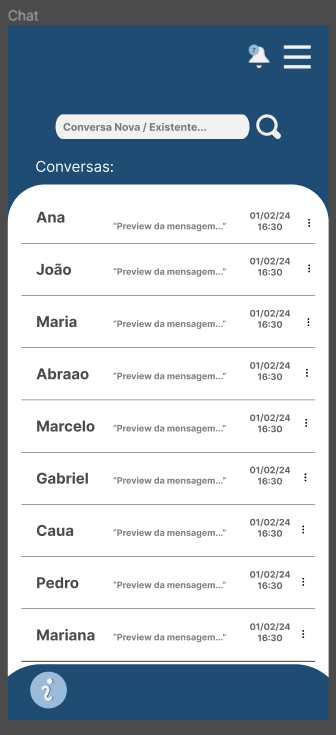 Chat
7
Conversa Nova / Existente...
Conversas:
Ana
“Preview da mensagem...”
01/02/24
16:30
João
“Preview da mensagem...”
01/02/24
16:30
Maria
“Preview da mensagem...”
01/02/24
16:30
Abraao
“Preview da mensagem...”
01/02/24
16:30
Marcelo
“Preview da mensagem...”
01/02/24
16:30
Gabriel
“Preview da mensagem...”
01/02/24
16:30
Caua
“Preview da mensagem...”
01/02/24
16:30
Pedro
“Preview da mensagem...”
01/02/24
16:30
Mariana
“Preview da mensagem...”
01/02/24
16:30
i